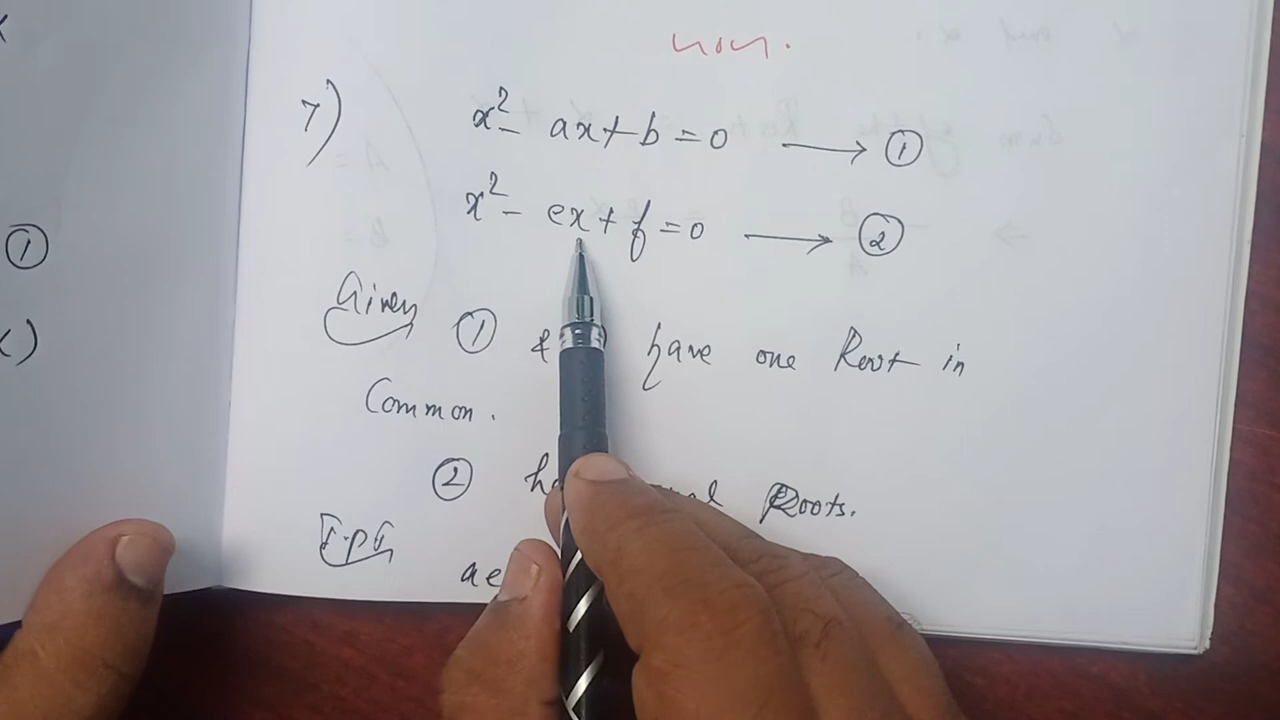 7) x² - ax + b = 0 → ①
x² - ex + f = 0 → ②
Given ① & have one Root in
Common.
② Roots.
T.P.T
ae
①